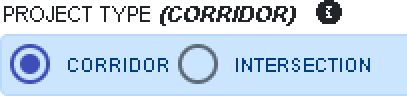 PROJECT TYPE (CORRIDOR) i
CORRIDOR INTERSECTION